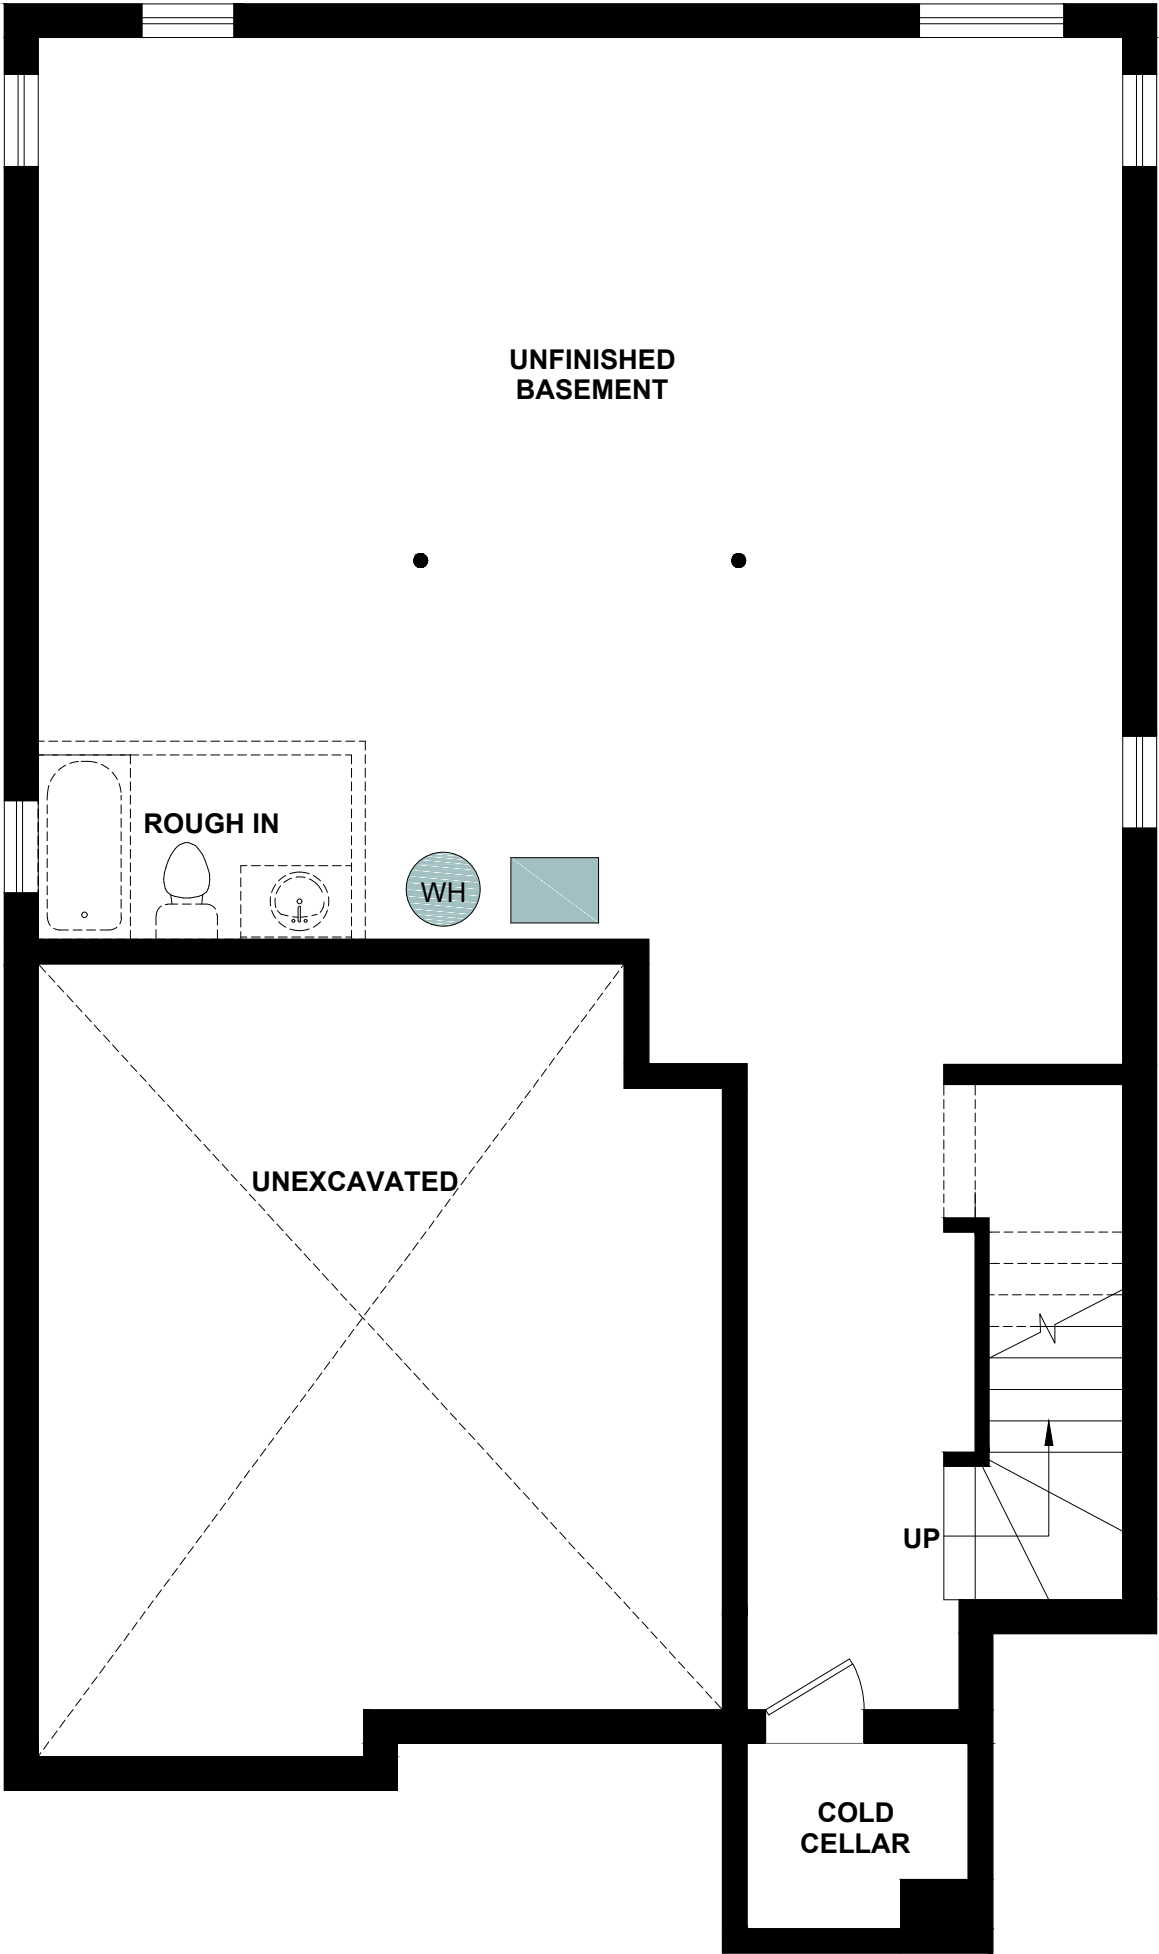 UNFINISHED
BASEMENT
ROUGH IN
WH
UNEXCAVATED
UP
COLD
CELLAR